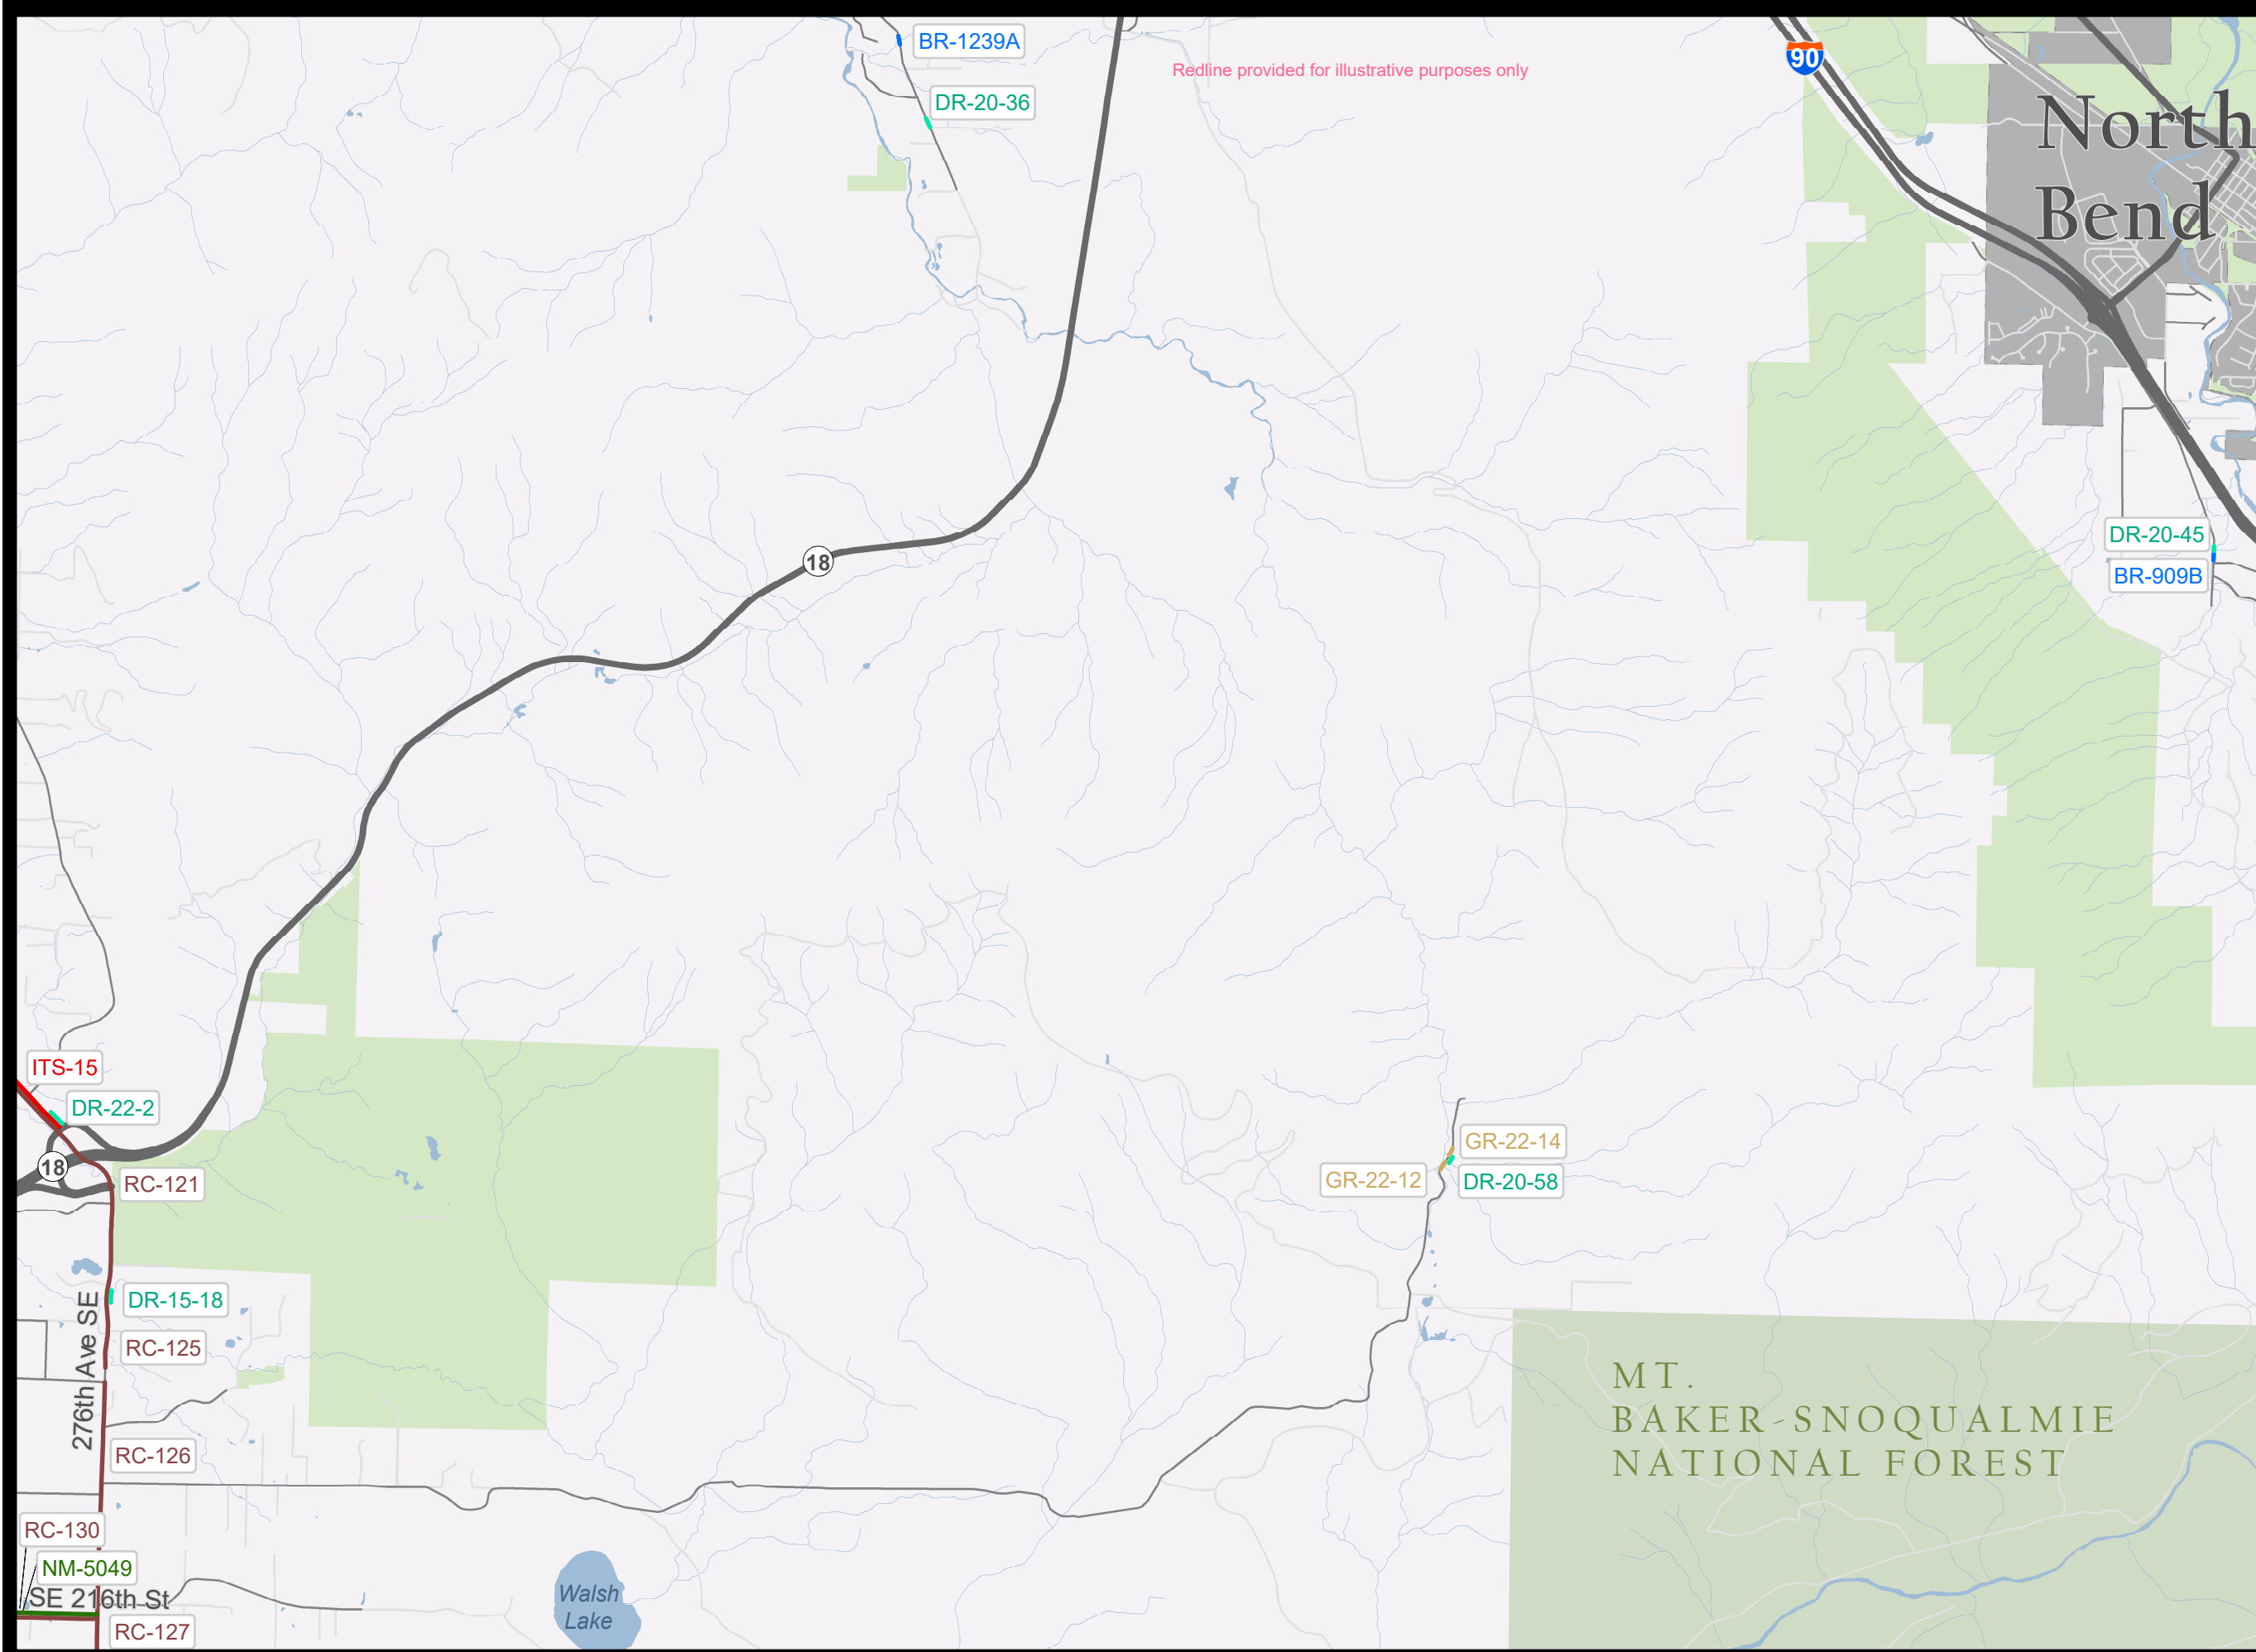 BR-1239A
Redline provided for illustrative purposes only
90
DR-20-36
North
Bend
DR-20-45
18
BR-909B
ITS-15
DR-22-2
18
RC-121
GR-22-14
GR-22-12
DR-20-58
276th Ave SE
DR-15-18
RC-125
MT.
BAKER-SNOQUALMIE
NATIONAL FOREST
RC-126
RC-130
NM-5049
SE 216th St
Walsh
Lake
RC-127